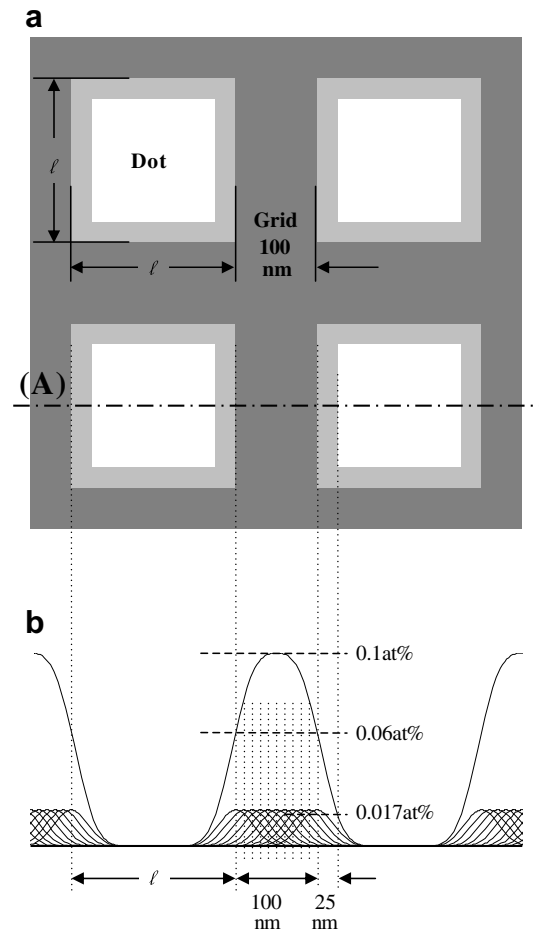 a
ℓ
Dot
Grid
100
nm
ℓ
(A)
b
0.1at%
0.06at%
0.017at%
ℓ
100
nm
25
nm